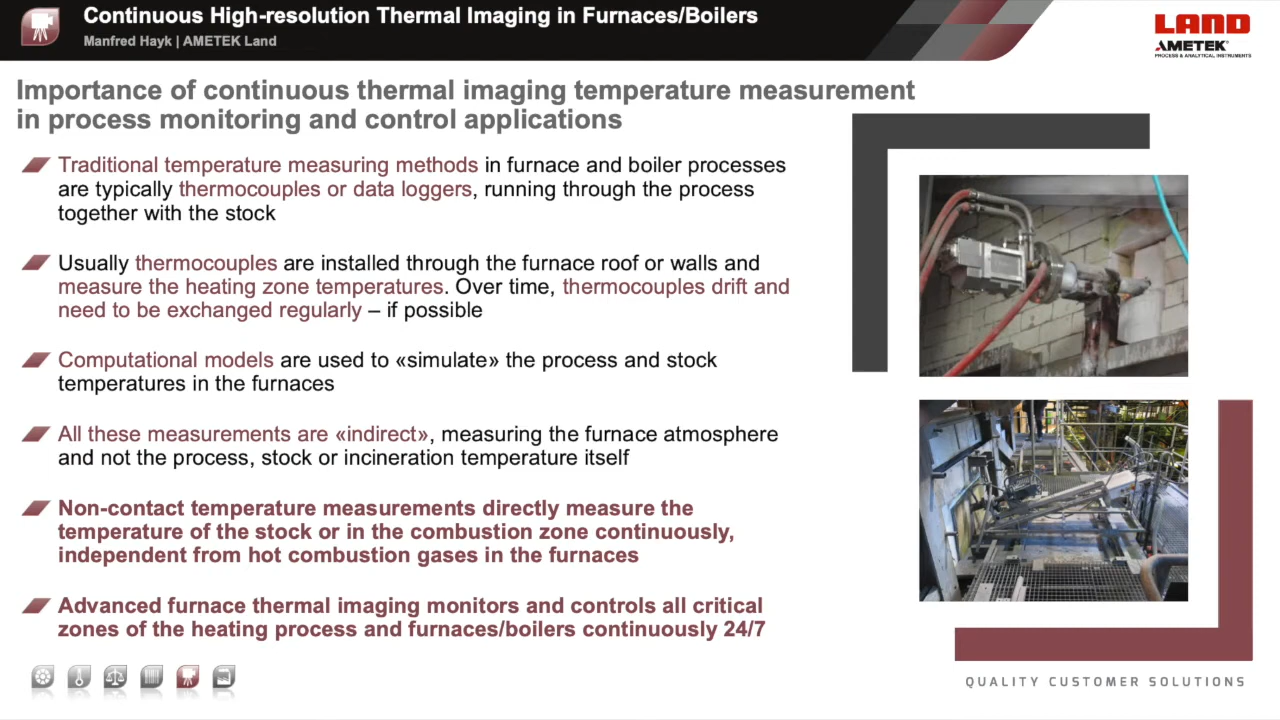 Continuous High-resolution Thermal Imaging in Furnaces/Boilers
Manfred Hayk | AMETEK Land
LAND
AMETEK®
PROCESS & ANALYTICAL INSTRUMENTS
Importance of continuous thermal imaging temperature measurement
in process monitoring and control applications
Traditional temperature measuring methods in furnace and boiler processes
are typically thermocouples or data loggers, running through the process
together with the stock
Usually thermocouples are installed through the furnace roof or walls and
measure the heating zone temperatures. Over time, thermocouples drift and
need to be exchanged regularly – if possible
Computational models are used to «simulate» the process and stock
temperatures in the furnaces
All these measurements are «indirect», measuring the furnace atmosphere
and not the process, stock or incineration temperature itself
Non-contact temperature measurements directly measure the
temperature of the stock or in the combustion zone continuously,
independent from hot combustion gases in the furnaces
Advanced furnace thermal imaging monitors and controls all critical
zones of the heating process and furnaces/boilers continuously 24/7
QUALITY CUSTOMER SOLUTIONS